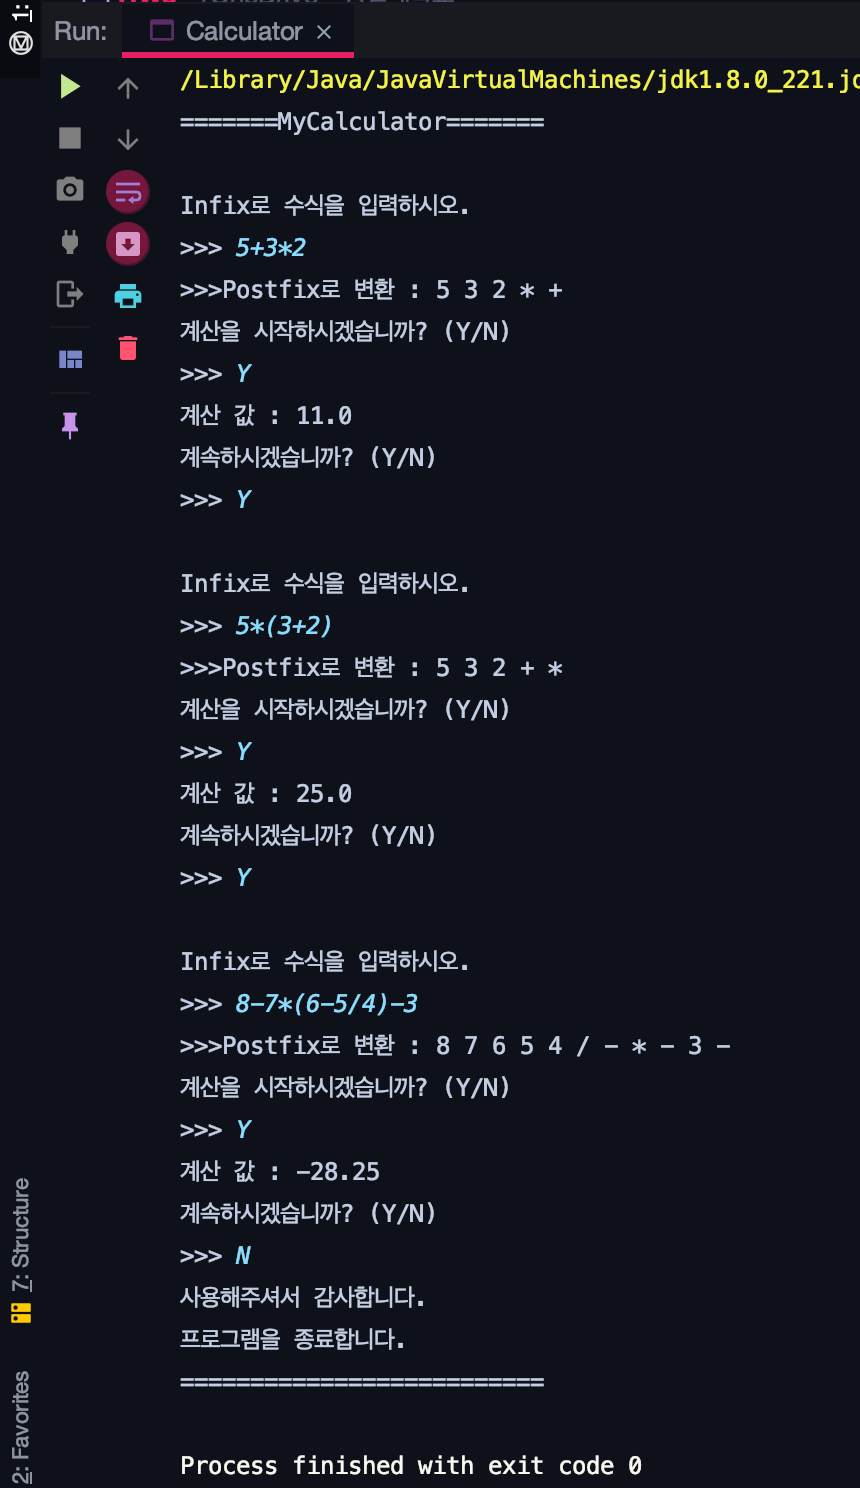 1:
Run:
Calculator ×
/Library/Java/JavaVirtualMachines/jdk1.8.0_221.jd
=======MyCalculator=======
Infix로 수식을 입력하시오.
>>> 5+3*2
>>>Postfix로 변환 : 5 3 2 * +
계산을 시작하시겠습니까? (Y/N)
>>> Y
계산 값 : 11.0
계속하시겠습니까? (Y/N)
>>> Y
Infix로 수식을 입력하시오.
>>> 5*(3+2)
>>>Postfix로 변환 : 5 3 2 + *
계산을 시작하시겠습니까? (Y/N)
>>> Y
계산 값 : 25.0
계속하시겠습니까? (Y/N)
>>> Y
Infix로 수식을 입력하시오.
>>> 8-7*(6-5/4)-3
>>>Postfix로 변환 : 8 7 6 5 4 / - * - 3 -
계산을 시작하시겠습니까? (Y/N)
>>> Y
계산 값 : -28.25
계속하시겠습니까? (Y/N)
>>> N
사용해주셔서 감사합니다.
프로그램을 종료합니다.
==========================
Process finished with exit code 0
7: Structure
2: Favorites